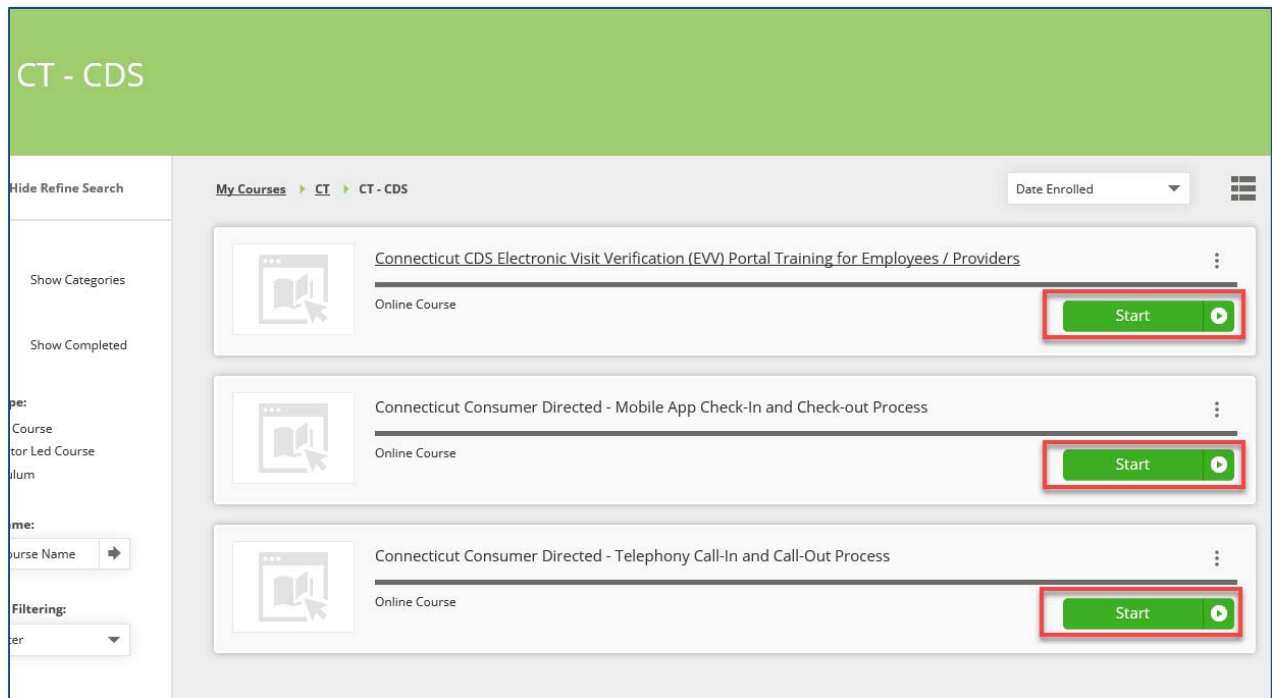 CT - CDS
Hide Refine Search
Show Categories
Show Completed
pe:
Course
tor Led Course
ulum
me:
ourse Name
Filtering:
ter
My Courses CT CT - CDS
Date Enrolled
Connecticut CDS Electronic Visit Verification (EVV) Portal Training for Employees / Providers
Online Course
Start
Connecticut Consumer Directed - Mobile App Check-In and Check-out Process
Online Course
Start
Connecticut Consumer Directed - Telephony Call-In and Call-Out Process
Online Course
Start